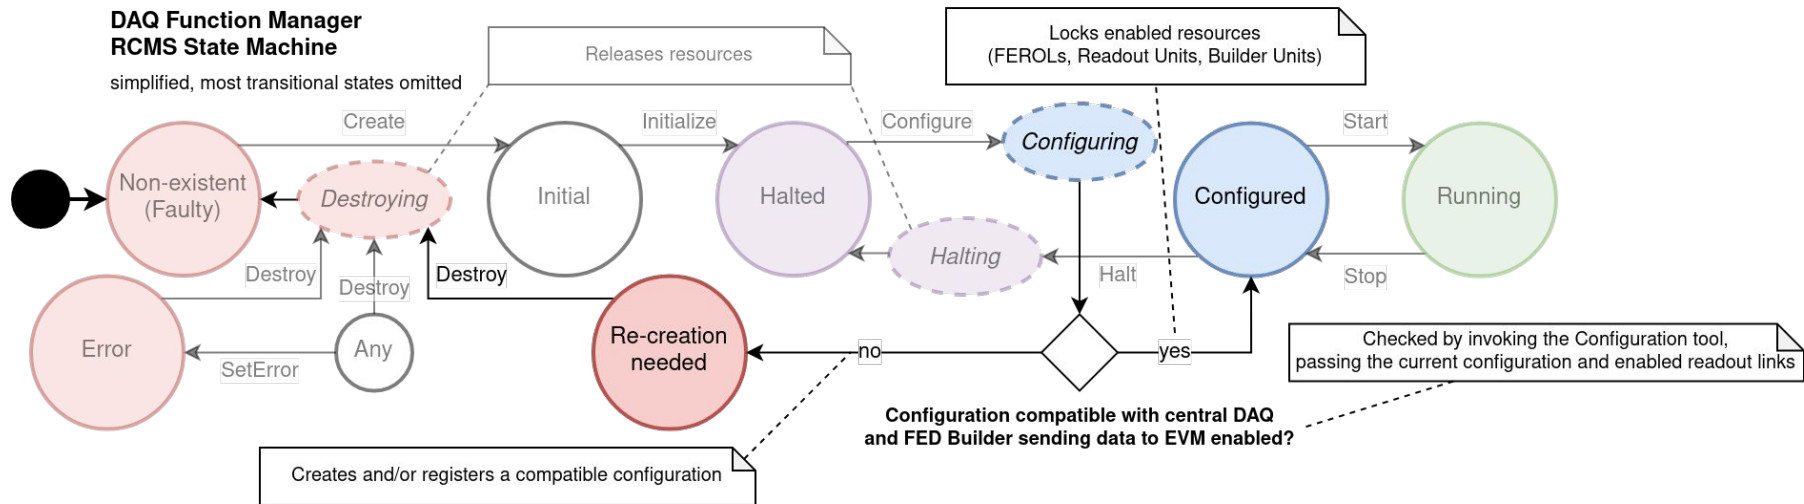 DAQ Function Manager
RCMS State Machine
simplified, most transitional states omitted
Releases resources
Locks enabled resources
(FEROLs, Readout Units, Builder Units)
Create
Initialize
Configure
Configuring
Start
Non-existent
(Faulty)
Destroying
Initial
Halted
Halting
Configured
Running
Destroy
Destroy
Destroy
Halt
Stop
Error
SetError
Any
Re-creation
needed
no
yes
Checked by invoking the Configuration tool,
passing the current configuration and enabled readout links
Configuration compatible with central DAQ
and FED Builder sending data to EVM enabled?
Creates and/or registers a compatible configuration